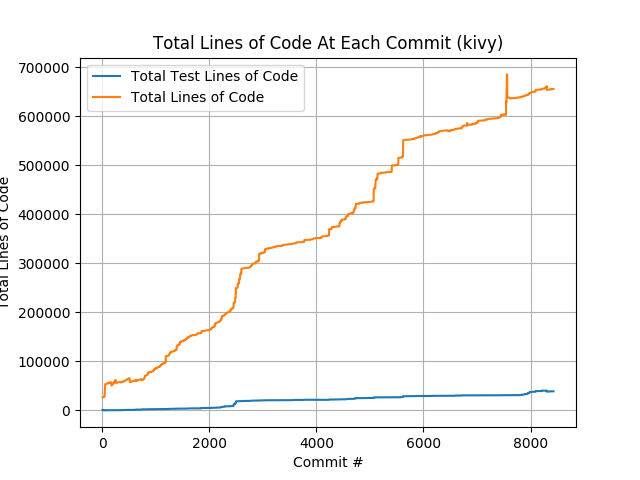 Total Lines of Code At Each Commit (kivy)
Total Test Lines of Code
Total Lines of Code
Total Lines of Code
700000
600000
500000
400000
300000
200000
100000
0
0 2000 4000 6000 8000
Commit #